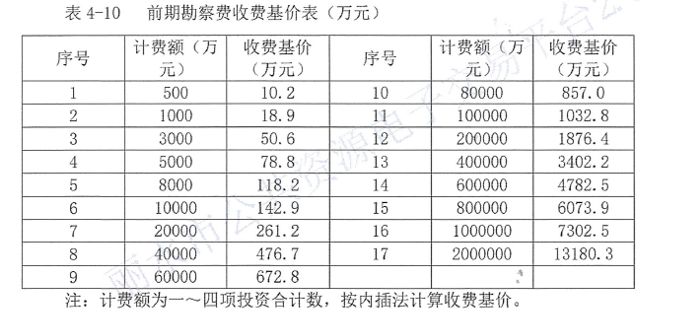 表 4-10 前期勘察费收费基价表（万元）
序号 计费额（万元） 收费基价（万元） 序号 计费额（万元） 收费基价（万元）
1 500 10.2 10 80000 857.0
2 1000 18.9 11 100000 1032.8
3 3000 50.6 12 200000 1876.4
4 5000 78.8 13 400000 3402.2
5 8000 118.2 14 600000 4782.5
6 10000 142.9 15 800000 6073.9
7 20000 261.2 16 1000000 7302.5
8 40000 476.7 17 2000000 13180.3
9 60000 672.8
注：计费额为一～四项投资合计数，按内插法计算收费基价。